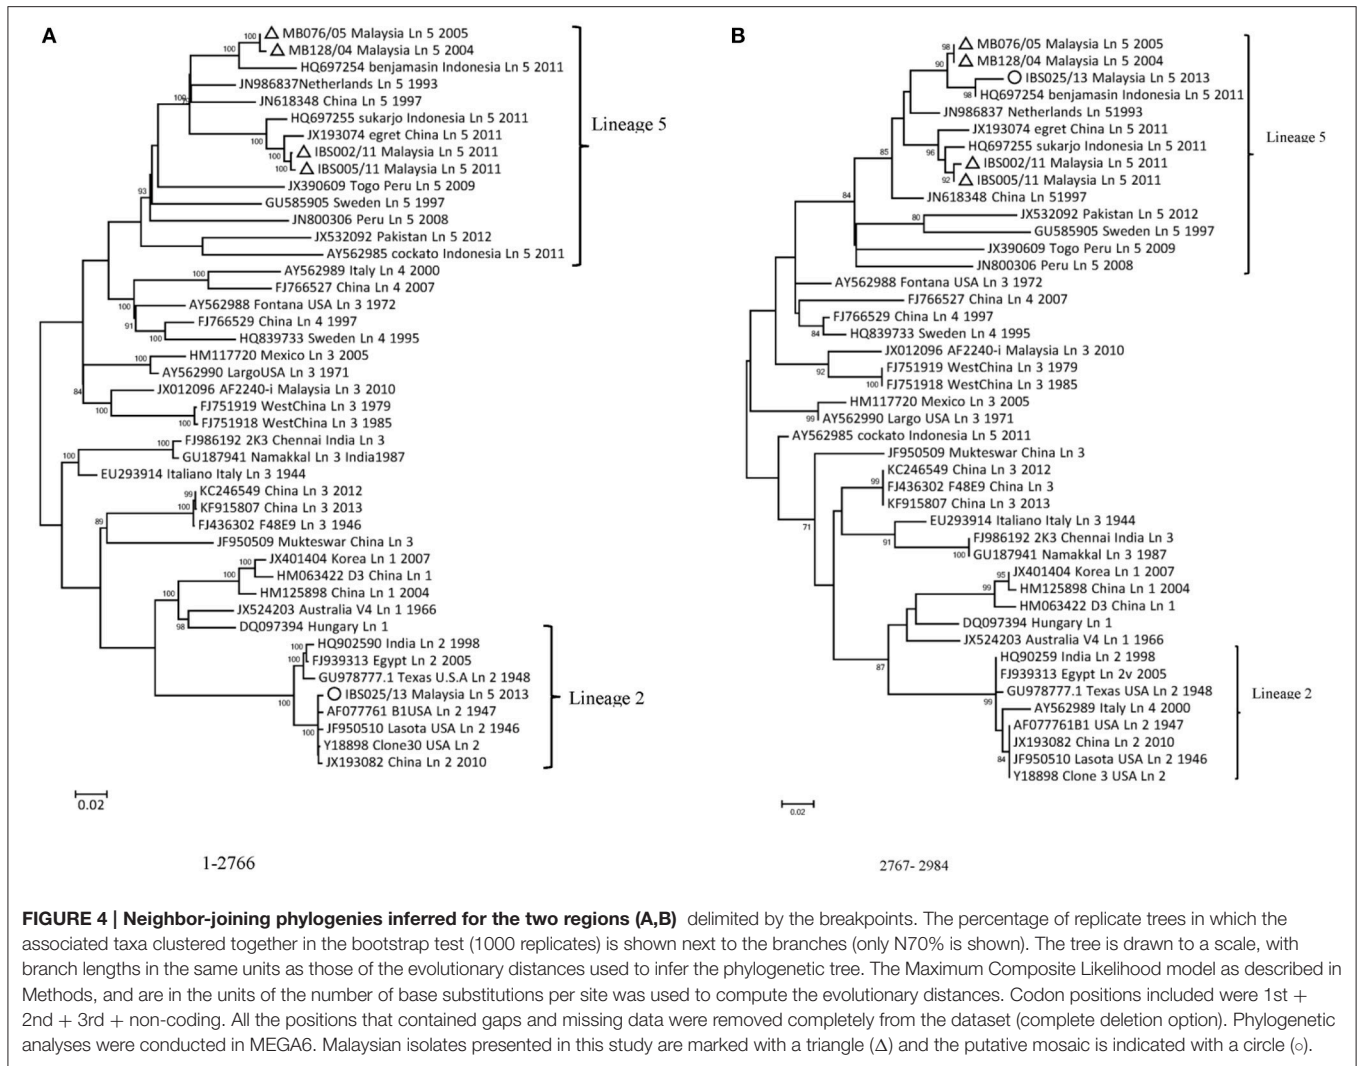 A
MB076/05 Malaysia Ln 5 2005
MB128/04 Malaysia Ln 5 2004
HQ697254 benjamasin Indonesia Ln 5 2011
JN986837Netherlands Ln 5 1993
JN618348 China Ln 5 1997
HQ697255 sukarjo Indonesia Ln 5 2011
JX193074 egret China Ln 5 2011
IBS002/11 Malaysia Ln 5 2011
IBS005/11 Malaysia Ln 5 2011
JX390609 Togo Peru Ln 5 2009
GU585905 Sweden Ln 5 1997
JN800306 Peru Ln 5 2008
JX532092 Pakistan Ln 5 2012
AY562985 cockato Indonesia Ln 5 2011
AY562989 Italy Ln 4 2000
FJ766527 China Ln 4 2007
AY562988 Fontana USA Ln 3 1972
FJ766529 China Ln 4 1997
HQ839733 Sweden Ln 4 1995
HM117720 Mexico Ln 3 2005
AY562990 LargoUSA Ln 3 1971
JX012096 AF2240-i Malaysia Ln 3 2010
FJ751919 WestChina Ln 3 1979
FJ751918 WestChina Ln 3 1985
FJ986192 2K3 Chennai India Ln 3
GU187941 Namakkal Ln 3 India1987
EU293914 Italiano Italy Ln 3 1944
KC246549 China Ln 3 2012
KF915807 China Ln 3 2013
FJ436302 F48E9 Ln 3 1946
JF950509 Mukteswar China Ln 3
JX401404 Korea Ln 1 2007
HM063422 D3 China Ln 1
HM125898 China Ln 1 2004
JX524203 Australia V4 Ln 1 1966
DQ097394 Hungary Ln 1
HQ902590 India Ln 2 1998
FJ939313 Egypt Ln 2 2005
GU978777.1 Texas U.S.A Ln 2 1948
IBS025/13 Malaysia Ln 5 2013
AF077761 B1USA Ln 2 1947
JF950510 Lasota USA Ln 2 1946
Y18898 Clone30 USA Ln 2
JX193082 China Ln 2 2010
100
100
100
100
100
100
93
100
100
91
100
100
84
100
100
100
100
99
100
89
100
100
100
98
100
100
100
100
Lineage 5
Lineage 2
0.02
1-2766
B
MB076/05 Malaysia Ln 5 2005
MB128/04 Malaysia Ln 5 2004
IBS025/13 Malaysia Ln 5 2013
HQ697254 benjamasin Indonesia Ln 5 2011
JN986837 Netherlands Ln 51993
JX193074 egret China Ln 5 2011
HQ697255 sukarjo Indonesia Ln 5 2011
IBS002/11 Malaysia Ln 5 2011
IBS005/11 Malaysia Ln 5 2011
JN618348 China Ln 51997
JX532092 Pakistan Ln 5 2012
GU585905 Sweden Ln 5 1997
JX390609 Togo Peru Ln 5 2009
JN800306 Peru Ln 5 2008
AY562988 Fontana USA Ln 3 1972
FJ766527 China Ln 4 2007
FJ766529 China Ln 4 1997
HQ839733 Sweden Ln 4 1995
JX012096 AF2240-i Malaysia Ln 3 2010
FJ751919 WestChina Ln 3 1979
FJ751918 WestChina Ln 3 1985
HM117720 Mexico Ln 3 2005
AY562990 Largo USA Ln 3 1971
AY562985 cockato Indonesia Ln 5 2011
JF950509 Mukteswar China Ln 3
KC246549 China Ln 3 2012
FJ436302 F48E9 China Ln 3
KF915807 China Ln 3 2013
EU293914 Italiano Italy Ln 3 1944
FJ986192 2K3 Chennai India Ln 3
GU187941 Namakkal Ln 3 1987
JX401404 Korea Ln 1 2007
HM125898 China Ln 1 2004
HM063422 D3 China Ln 1
DQ097394 Hungary Ln 1
JX524203 Australia V4 Ln 1 1966
HQ90259 India Ln 2 1998
FJ939313 Egypt Ln 2v 2005
GU978777.1 Texas USA Ln 2 1948
AY562989 Italy Ln 4 2000
AF077761B1 USA Ln 2 1947
JX193082 China Ln 2 2010
JF950510 Lasota USA Ln 2 1946
Y18898 Clone 3 USA Ln 2
98
90
98
85
96
92
84
80
84
92
100
99
99
71
91
100
95
99
87
99
84
Lineage 5
Lineage 2
0.02
2767- 2984
FIGURE 4 | Neighbor-joining phylogenies inferred for the two regions (A,B) delimited by the breakpoints. The percentage of replicate trees in which the
associated taxa clustered together in the bootstrap test (1000 replicates) is shown next to the branches (only N70% is shown). The tree is drawn to a scale, with
branch lengths in the same units as those of the evolutionary distances used to infer the phylogenetic tree. The Maximum Composite Likelihood model as described in
Methods, and are in the units of the number of base substitutions per site was used to compute the evolutionary distances. Codon positions included were 1st +
2nd + 3rd + non-coding. All the positions that contained gaps and missing data were removed completely from the dataset (complete deletion option). Phylogenetic
analyses were conducted in MEGA6. Malaysian isolates presented in this study are marked with a triangle (Δ) and the putative mosaic is indicated with a circle (○).